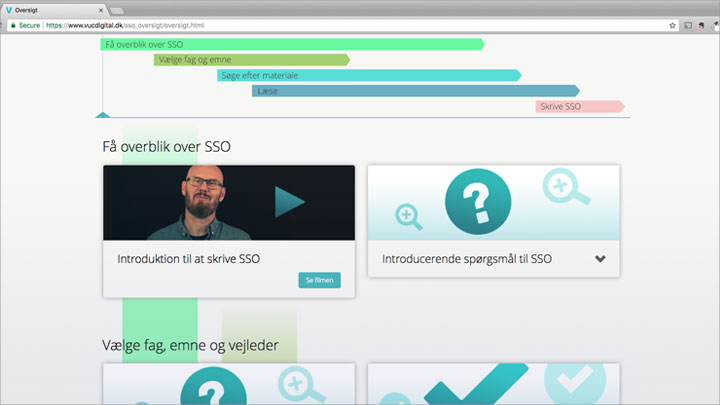 Oversigt
Secure
https://www.vucdigital.dk/sso_oversigt/oversigt.html
Få overblik over SSO
Vælge fag og emne
Søge efter materiale
Læse
Skrive SSO
Få overblik over SSO
Introduktion til at skrive SSO
Se filmen
Introducerende spørgsmål til SSO
Vælge fag, emne og vejleder